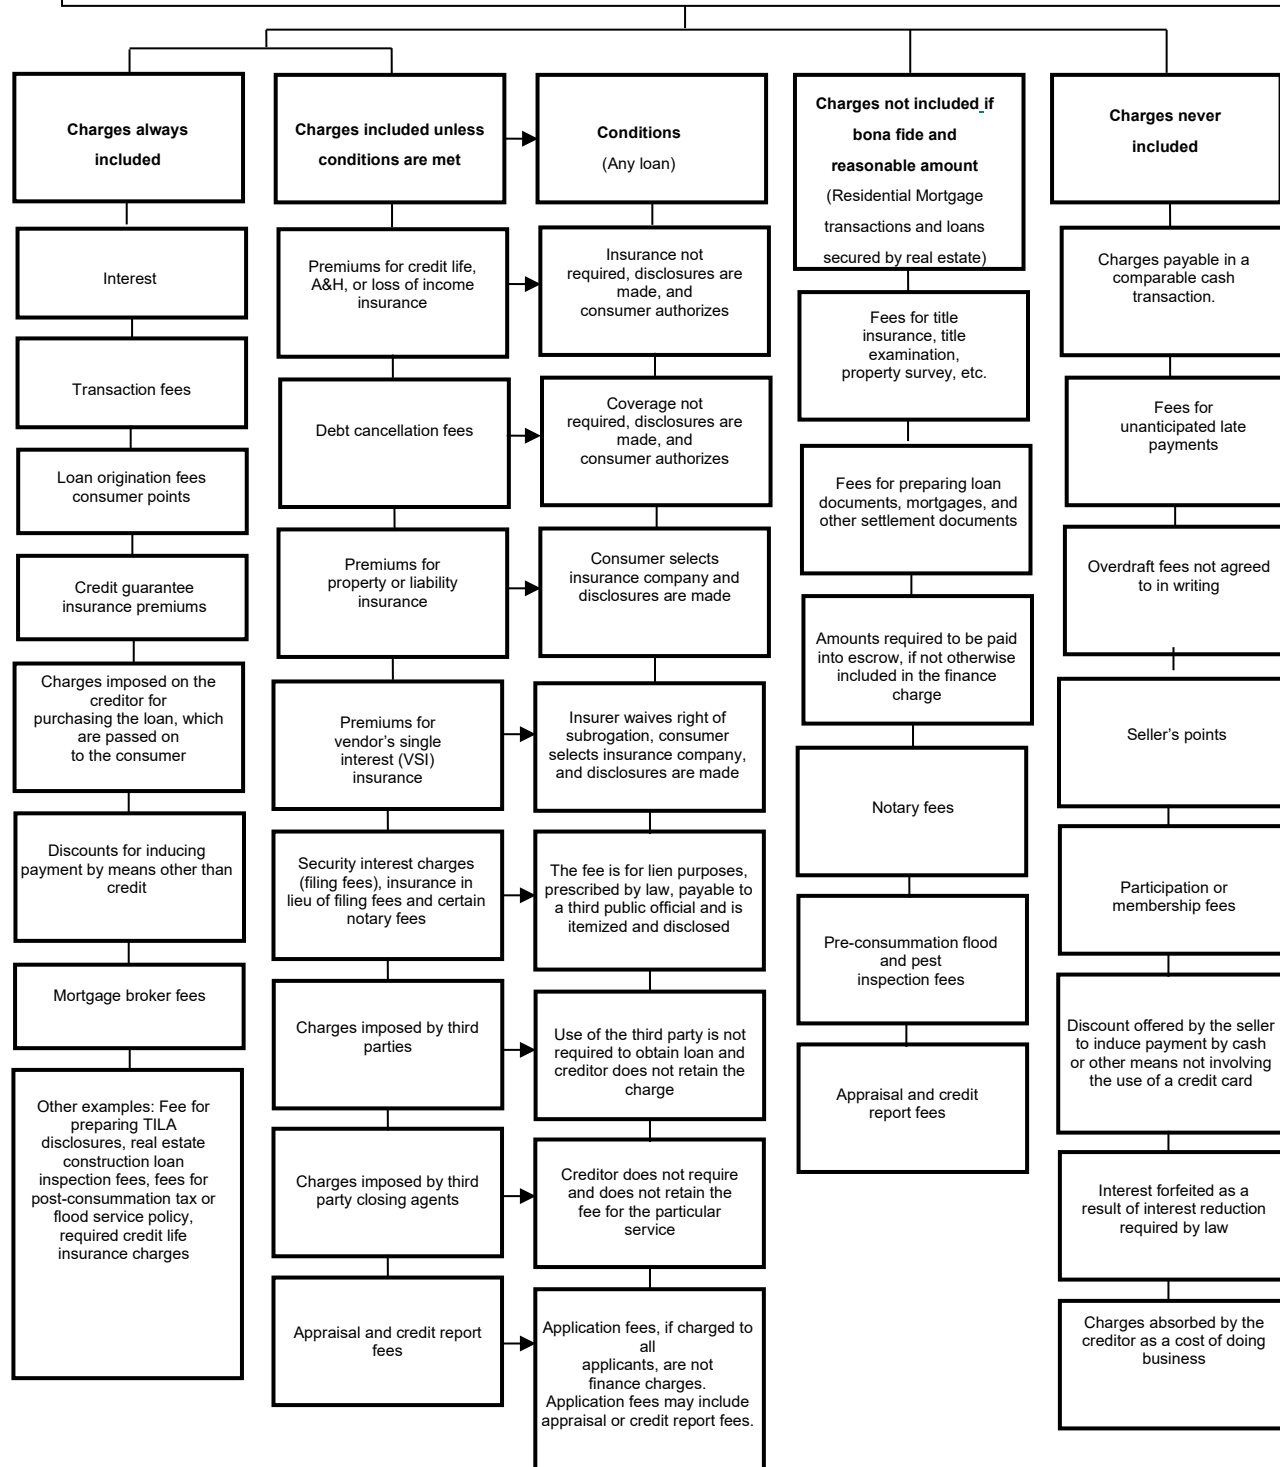 Charges always
included
Interest
Transaction fees
Loan origination fees
consumer points
Credit guarantee
insurance premiums
Charges imposed on the
creditor for
purchasing the loan, which
are passed on
to the consumer
Discounts for inducing
payment by means other than
credit
Mortgage broker fees
Other examples: Fee for
preparing TILA
disclosures, real estate
construction loan
inspection fees, fees for
post-consummation tax or
flood service policy,
required credit life
insurance charges
Charges included unless
conditions are met
Premiums for credit life,
A&H, or loss of income
insurance
Debt cancellation fees
Premiums for
property or liability
insurance
Premiums for
vendor's single
interest (VSI)
insurance
Security interest charges
(filing fees), insurance in
lieu of filing fees and certain
notary fees
Charges imposed by third
parties
Charges imposed by third
party closing agents
Appraisal and credit report
fees
Conditions
(Any loan)
Insurance not
required, disclosures are
made, and
consumer authorizes
Coverage not
required, disclosures are
made, and
consumer authorizes
Consumer selects
insurance company and
disclosures are made
Insurer waives right of
subrogation, consumer
selects insurance company,
and disclosures are made
The fee is for lien purposes,
prescribed by law, payable to
a third public official and is
itemized and disclosed
Use of the third party is not
required to obtain loan and
creditor does not retain the
charge
Creditor does not require
and does not retain the
fee for the particular
service
Application fees, if charged to
all
applicants, are not
finance charges.
Application fees may include
appraisal or credit report fees.
Charges not included if
bona fide and
reasonable amount
(Residential Mortgage
transactions and loans
secured by real estate)
Fees for title
insurance, title
examination,
property survey, etc.
Fees for preparing loan
documents, mortgages, and
other settlement documents
Amounts required to be paid
into escrow, if not otherwise
included in the finance
charge
Notary fees
Pre-consummation flood
and pest
inspection fees
Appraisal and credit
report fees
Charges never
included
Charges payable in a
comparable cash
transaction.
Fees for
unanticipated late
payments
Overdraft fees not agreed
to in writing
Seller's points
Participation or
membership fees
Discount offered by the seller
to induce payment by cash
or other means not involving
the use of a credit card
Interest forfeited as a
result of interest reduction
required by law
Charges absorbed by the
creditor as a cost of doing
business